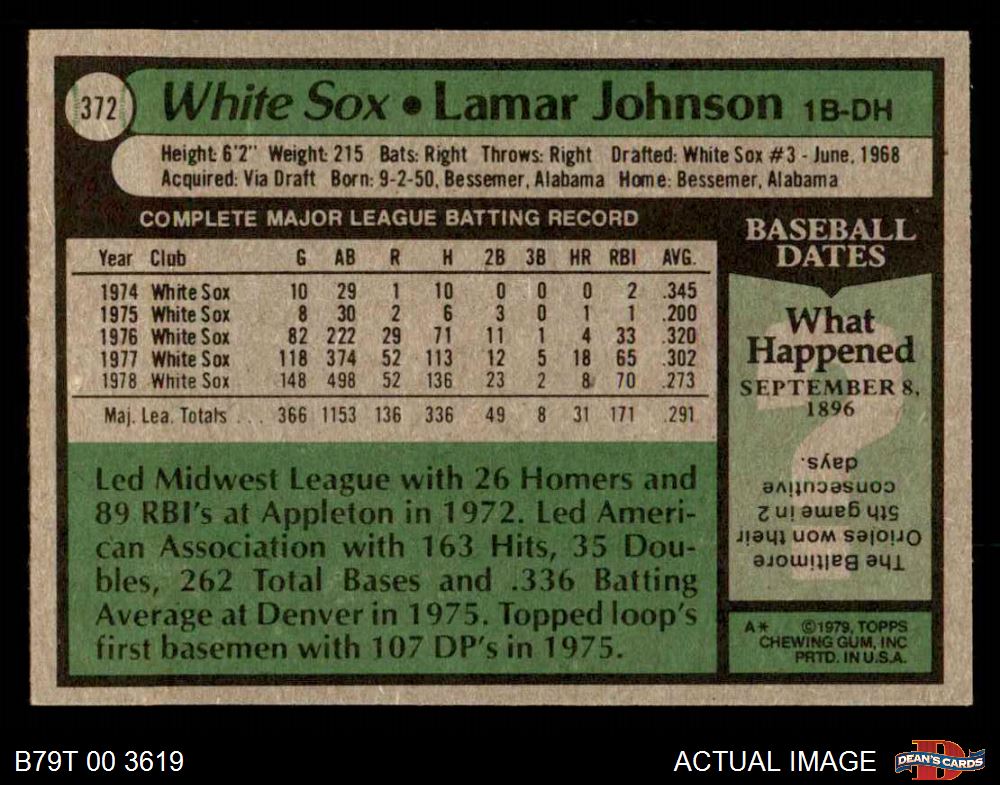 372
White Sox • Lamar Johnson 1B-DH
Height: 6'2" Weight: 215 Bats: Right Throws: Right Drafted: White Sox #3 - June, 1968
Acquired: Via Draft Born: 9-2-50, Bessemer, Alabama Home: Bessemer, Alabama
COMPLETE MAJOR LEAGUE BATTING RECORD
Year Club G AB R H 2B 3B HR RBI AVG.
1974 White Sox 10 29 1 10 0 0 0 2 .345
1975 White Sox 8 30 2 6 3 0 1 1 .200
1976 White Sox 82 222 29 71 11 1 4 33 .320
1977 White Sox 118 374 52 113 12 5 18 65 .302
1978 White Sox 148 498 52 136 23 2 8 70 .273
Maj. Lea. Totals ... 366 1153 136 336 49 8 31 171 .291
Led Midwest League with 26 Homers and
89 RBI's at Appleton in 1972. Led Ameri-
can Association with 163 Hits, 35 Dou-
bles, 262 Total Bases and .336 Batting
Average at Denver in 1975. Topped loop's
first basemen with 107 DP's in 1975.
BASEBALL
DATES
What
Happened
SEPTEMBER 8,
1896
?
The Baltimore
Orioles won their
5th game in 2
consecutive
days.
A* ©1979, TOPPS
CHEWING GUM, INC
PRTD. IN U.S.A.
B79T 00 3619
ACTUAL IMAGE
DEAN'S CARDS